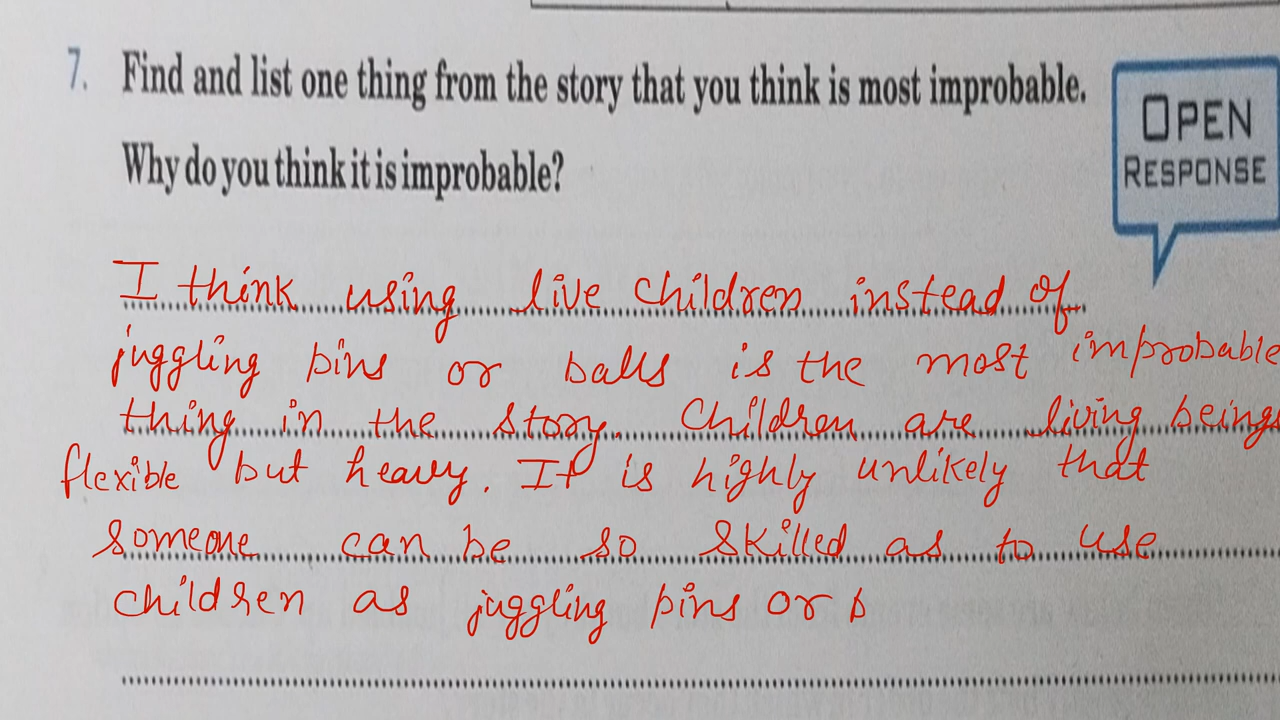 7. Find and list one thing from the story that you think is most improbable.
Why do you think it is improbable?
OPEN
RESPONSE
I think using live children instead of
juggling pins or balls is the most improbable
thing in the story. Children are living beings
flexible but heavy. It is highly unlikely that
someone can be so skilled as to use
children as juggling pins or b